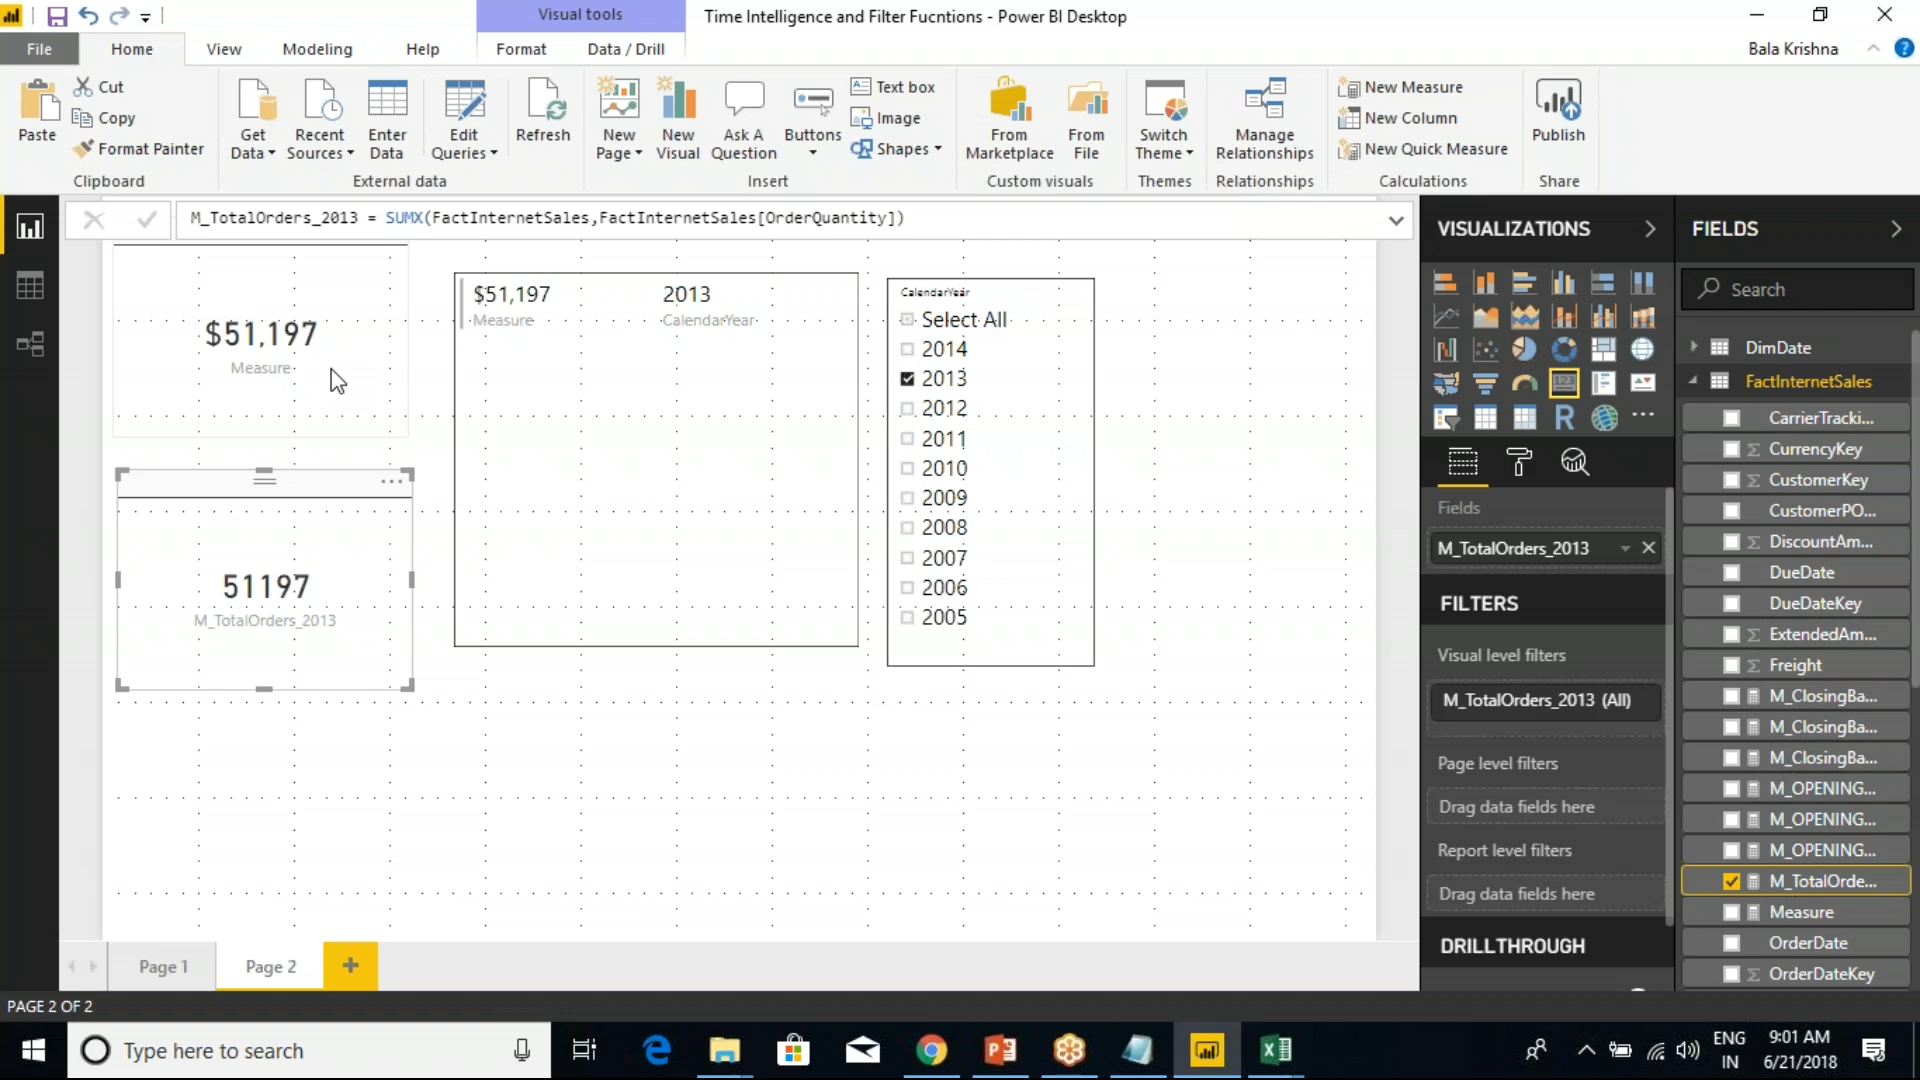 Visual tools
Time Intelligence and Filter Fucntions - Power BI Desktop
File
Home
View
Modeling
Help
Format
Data / Drill
Bala Krishna
Paste
Cut
Copy
Format Painter
Clipboard
Get Data
Recent Sources
Enter Data
Edit Queries
External data
Refresh
New Page
New Visual
Ask A Question
Buttons
Text box
Image
Shapes
Insert
From Marketplace
From File
Custom visuals
Switch Theme
Themes
Manage Relationships
Relationships
New Measure
New Column
New Quick Measure
Calculations
Publish
Share
M_TotalOrders_2013 = SUMX(FactInternetSales,FactInternetSales[OrderQuantity])
$51,197
Measure
51197
M_TotalOrders_2013
$51,197
Measure
2013
CalendarYear
CalendarYear
Select All
2014
2013
2012
2011
2010
2009
2008
2007
2006
2005
VISUALIZATIONS
R
Fields
M_TotalOrders_2013
FILTERS
Visual level filters
M_TotalOrders_2013 (All)
Page level filters
Drag data fields here
Report level filters
Drag data fields here
DRILLTHROUGH
FIELDS
Search
DimDate
FactInternetSales
CarrierTracki...
CurrencyKey
CustomerKey
CustomerPO...
DiscountAm...
DueDate
DueDateKey
ExtendedAm...
Freight
M_ClosingBa...
M_ClosingBa...
M_ClosingBa...
M_OPENING...
M_OPENING...
M_OPENING...
M_TotalOrde...
Measure
OrderDate
OrderDateKey
Page 1
Page 2
PAGE 2 OF 2
Type here to search
ENG
IN
9:01 AM
6/21/2018